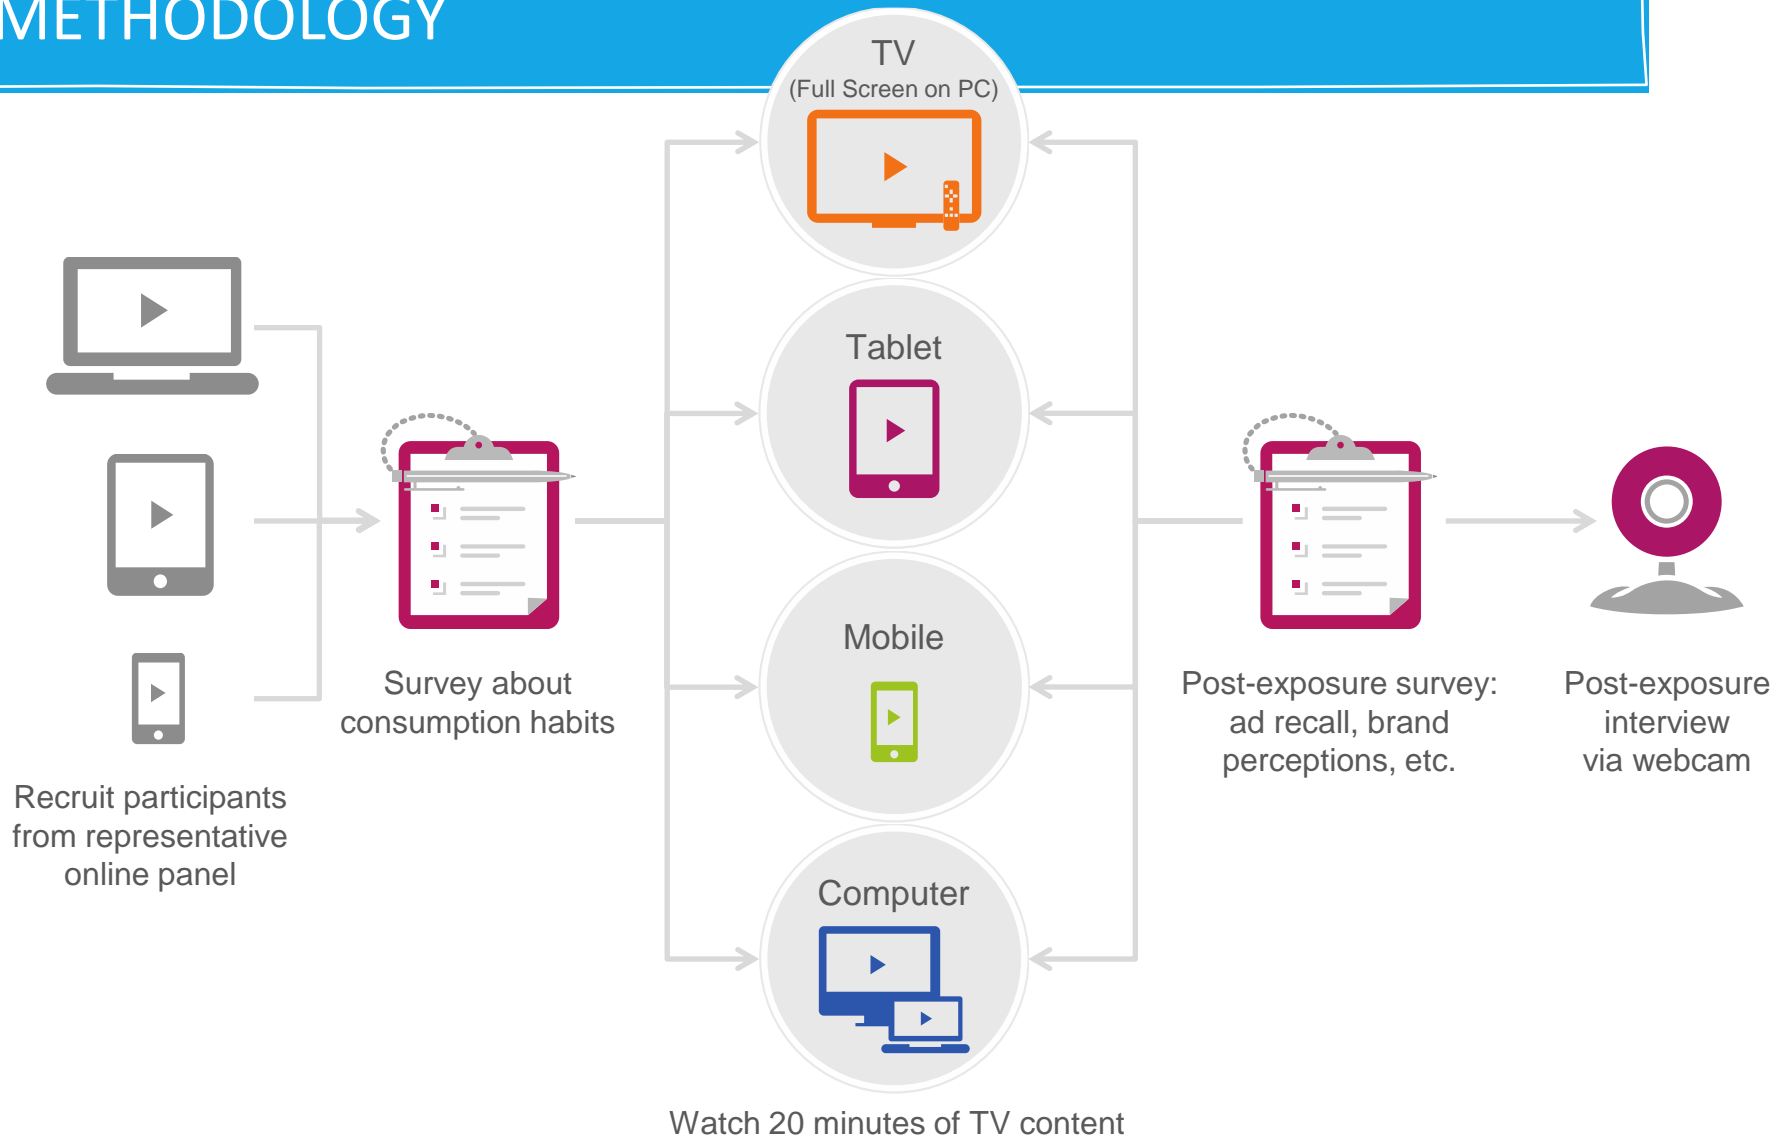 METHODOLOGY
TV
(Full Screen on PC)
Tablet
Mobile
Computer
Watch 20 minutes of TV content
Recruit participants
from representative
online panel
Survey about
consumption habits
Post-exposure survey:
ad recall, brand
perceptions, etc.
Post-exposure
interview
via webcam